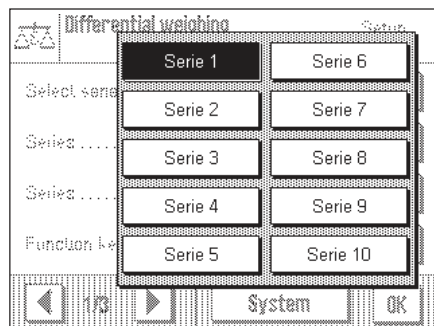 Differential weighing Setup
Serie 1 Serie 6
Select serie
Serie 2 Serie 7
Series .....
Serie 3 Serie 8
Series .....
Serie 4 Serie 9
Function ke
Serie 5 Serie 10
1/3 System OK